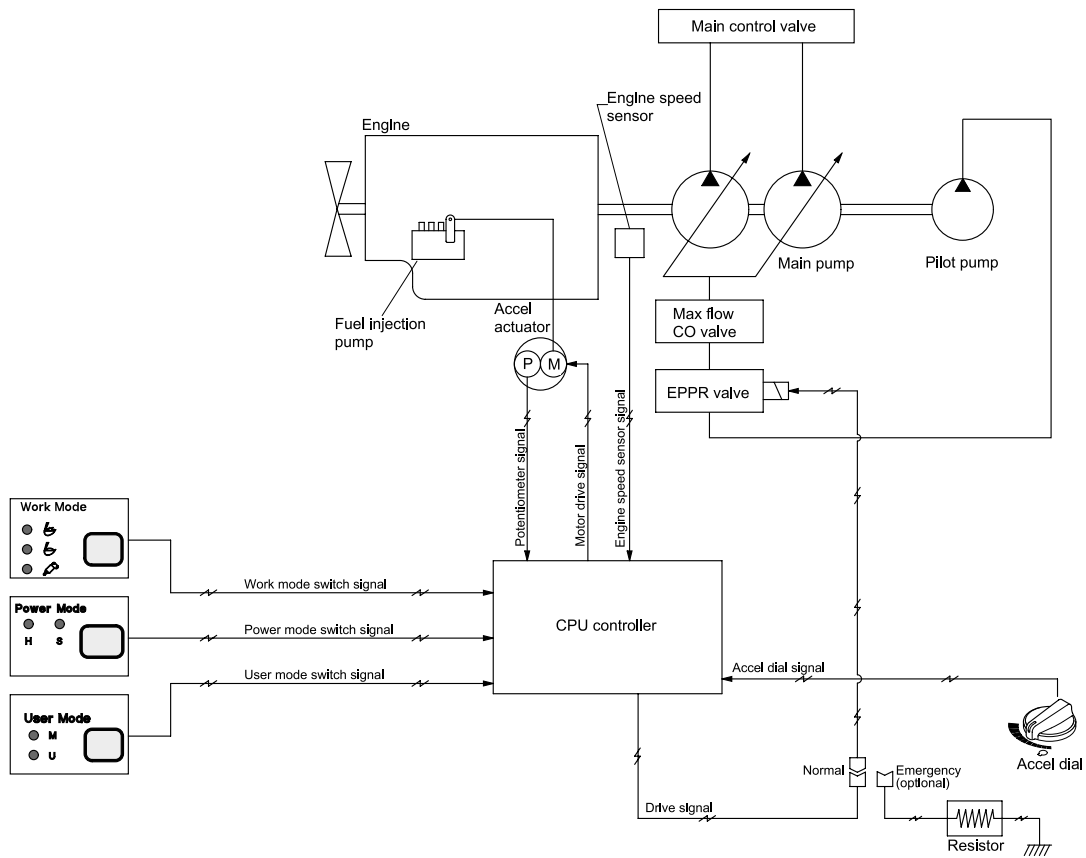 Main control valve
Engine speed
sensor
Engine
Main pump
Pilot pump
Fuel injection
pump
Accel
actuator
P
M
Max flow
CO valve
EPPR valve
Potentiometer signal
Motor drive signal
Engine speed sensor signal
Work Mode
Work mode switch signal
Power Mode
H
S
Power mode switch signal
CPU controller
User mode switch signal
User Mode
M
U
Accel dial signal
Accel dial
Normal
Emergency
(optional)
Drive signal
Resistor